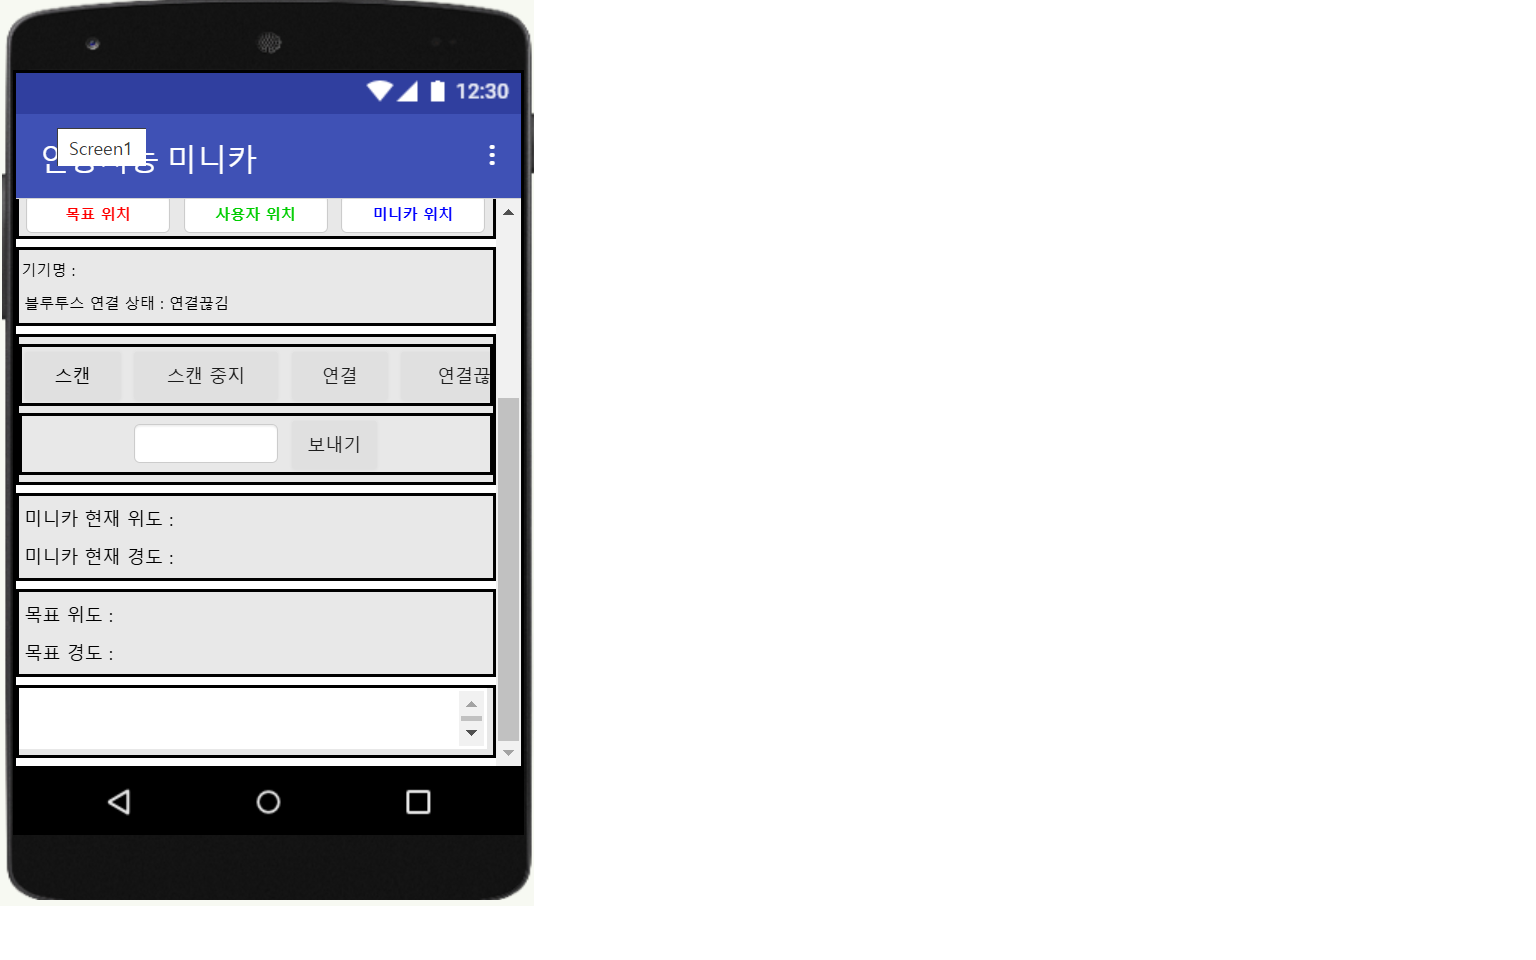 12:30
Screen1
미니카
목표 위치 사용자 위치 미니카 위치
기기명 :
블루투스 연결 상태 : 연결끊김
스캔 스캔 중지 연결 연결끊
보내기
미니카 현재 위도 :
미니카 현재 경도 :
목표 위도 :
목표 경도 :